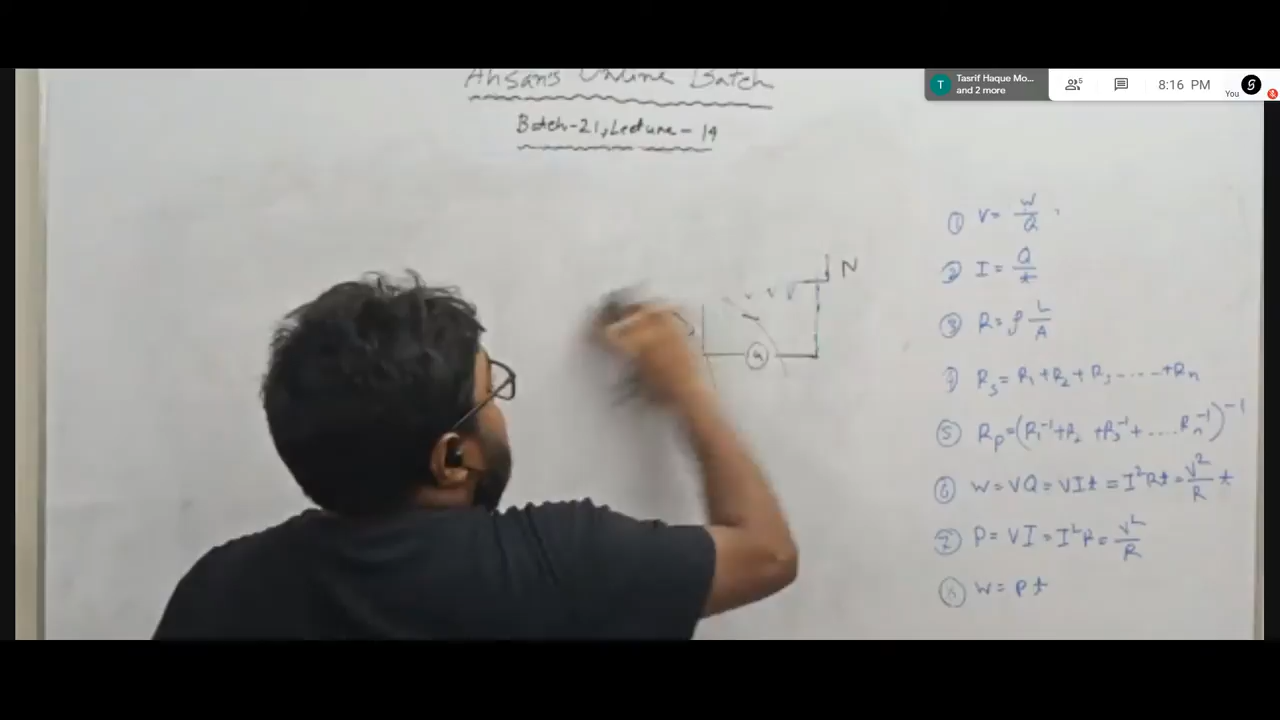 Ahsan's Online Batch
Batch-21, Lecture - 14
Tasrif Haque Mo...
and 2 more
5
8:16 PM
You
T
N
G
① V = W/Q
② I = Q/t
③ R = ρ L/A
④ Rs = R1 + R2 + R3 ...... + Rn
⑤ Rp = (R1⁻¹ + R2 + R3⁻¹ + .... Rn⁻¹)⁻¹
⑥ W = VQ = VIt = I²Rt = V²/R t
⑦ P = VI = I²R = V²/R
⑧ W = Pt